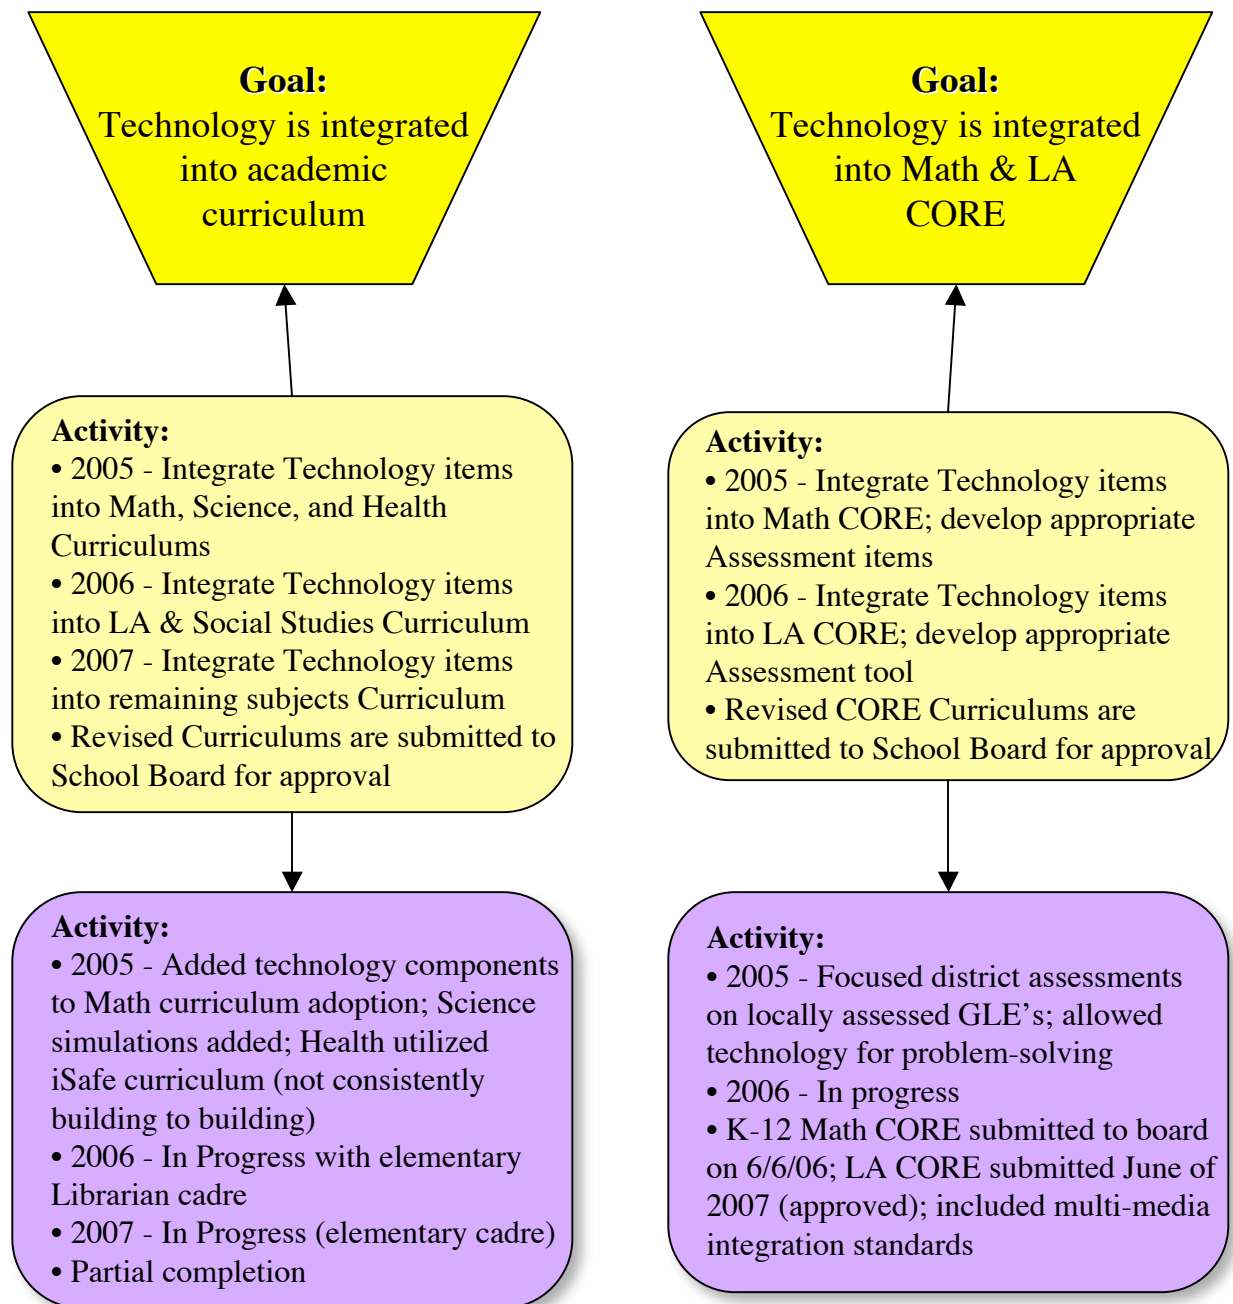 Goal:
Technology is integrated
into academic
curriculum
Activity:
• 2005 - Integrate Technology items
into Math, Science, and Health
Curriculums
• 2006 - Integrate Technology items
into LA & Social Studies Curriculum
• 2007 - Integrate Technology items
into remaining subjects Curriculum
• Revised Curriculums are submitted to
School Board for approval
Activity:
• 2005 - Added technology components
to Math curriculum adoption; Science
simulations added; Health utilized
iSafe curriculum (not consistently
building to building)
• 2006 - In Progress with elementary
Librarian cadre
• 2007 - In Progress (elementary cadre)
• Partial completion
Goal:
Technology is integrated
into Math & LA
CORE
Activity:
• 2005 - Integrate Technology items
into Math CORE; develop appropriate
Assessment items
• 2006 - Integrate Technology items
into LA CORE; develop appropriate
Assessment tool
• Revised CORE Curriculums are
submitted to School Board for approval
Activity:
• 2005 - Focused district assessments
on locally assessed GLE’s; allowed
technology for problem-solving
• 2006 - In progress
• K-12 Math CORE submitted to board
on 6/6/06; LA CORE submitted June of
2007 (approved); included multi-media
integration standards